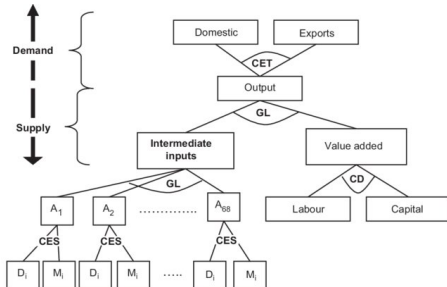 Domestic
Exports
Demand
CET
Output
GL
Supply
Intermediate
inputs
Value added
GL
CD
A1
A2
..............
A68
Labour
Capital
CES
CES
CES
Di
Mi
Di
Mi
.....
Di
Mi